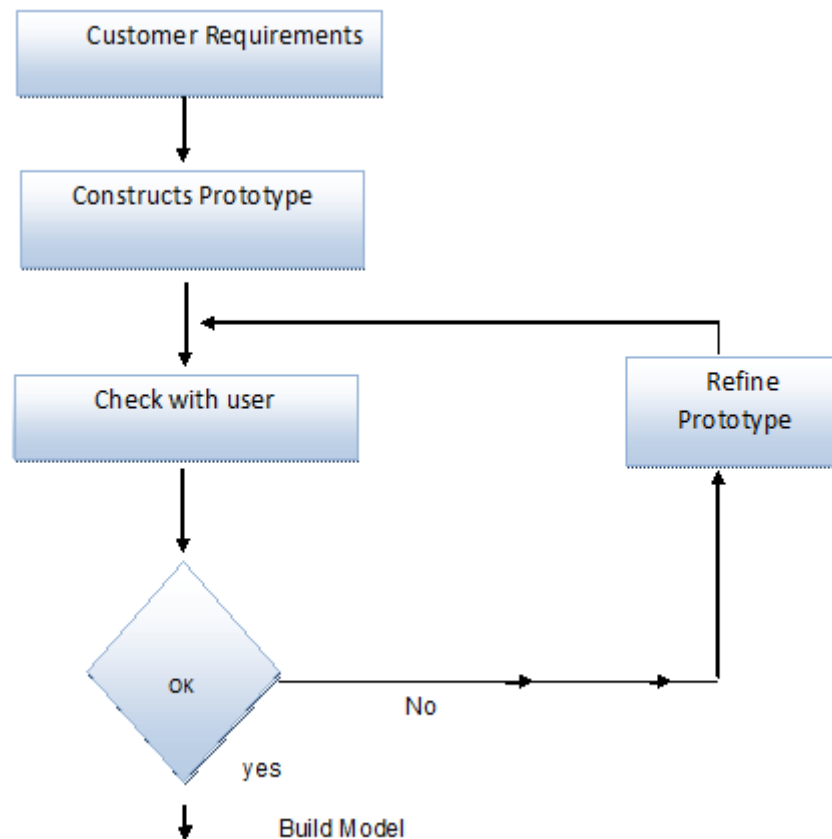 Customer Requirements
Constructs Prototype
Check with user
Refine
Prototype
OK
No
yes
Build Model